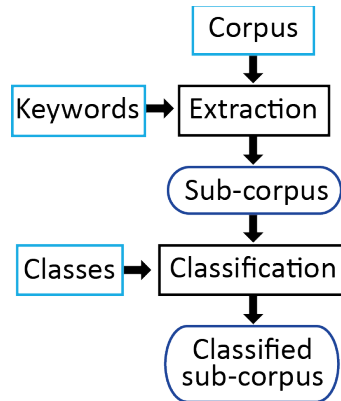 Corpus
Keywords
Extraction
Sub-corpus
Classes
Classification
Classified
sub-corpus